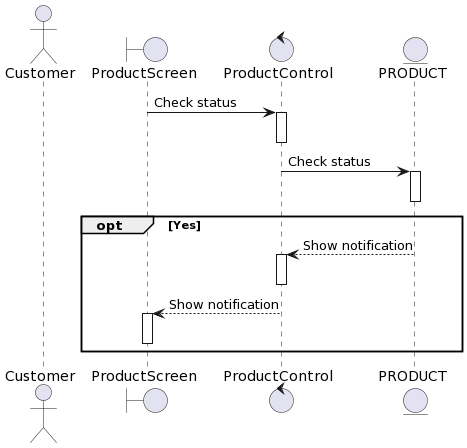 Customer ProductScreen ProductControl PRODUCT
Check status
Check status
opt [Yes]
Show notification
Show notification
Customer ProductScreen ProductControl PRODUCT